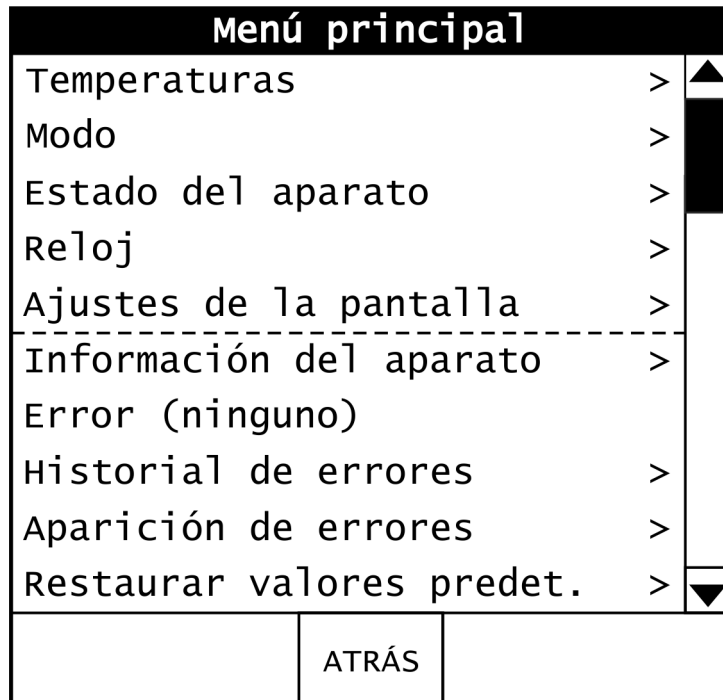 Menú principal
Temperaturas >
Modo >
Estado del aparato >
Reloj >
Ajustes de la pantalla >
Información del aparato >
Error (ninguno)
Historial de errores >
Aparición de errores >
Restaurar valores predet. >
ATRÁS